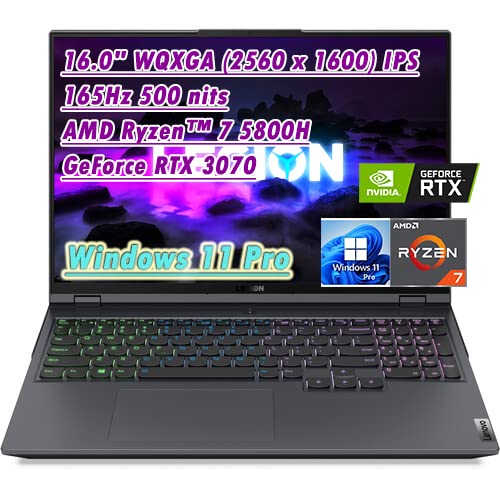 16.0" WQXGA (2560 x 1600) IPS
165Hz 500 nits
AMD Ryzen™ 7 5800H
GeForce RTX 3070
LEGION
NVIDIA.
GEFORCE
RTX
Windows 11 Pro
Windows 11
Pro
AMD
RYZEN
7
LEGION
Lenovo